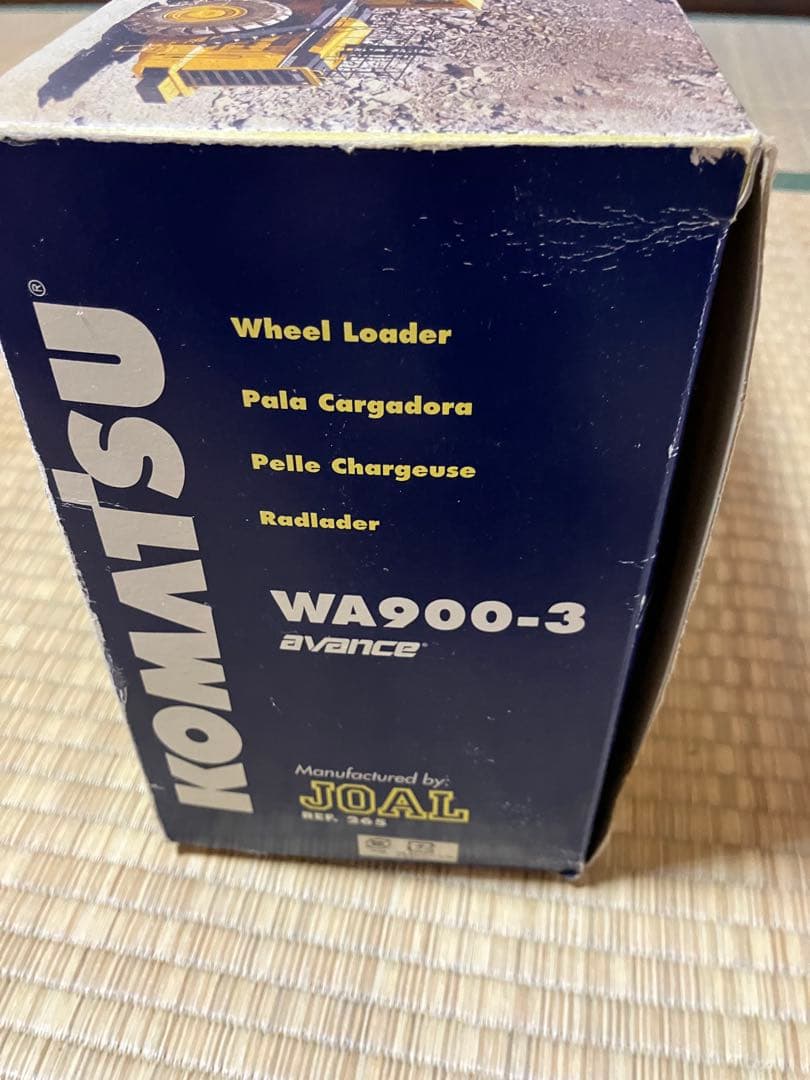 KOMATSU®
Wheel Loader
Pala Cargadora
Pelle Chargeuse
Radlader
WA900-3
avance
Manufactured by:
JOAL
REF. 265